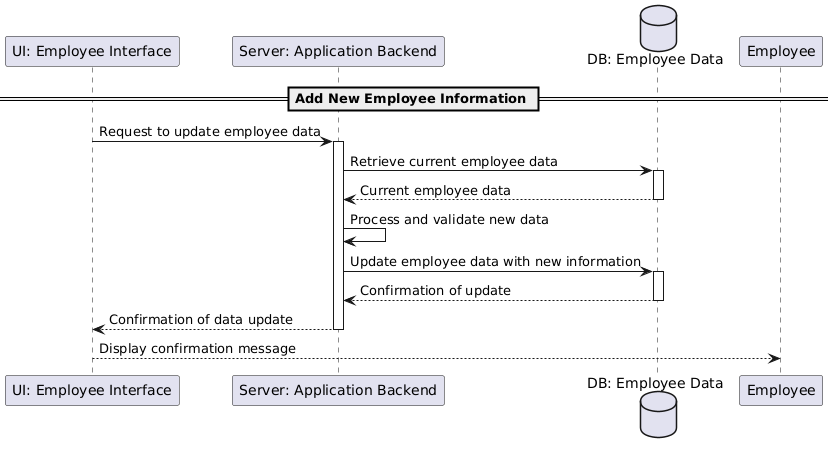 DB: Employee Data
UI: Employee Interface
Server: Application Backend
Employee
Add New Employee Information
Request to update employee data
Retrieve current employee data
Current employee data
Process and validate new data
Update employee data with new information
Confirmation of update
Confirmation of data update
Display confirmation message
UI: Employee Interface
Server: Application Backend
DB: Employee Data
Employee